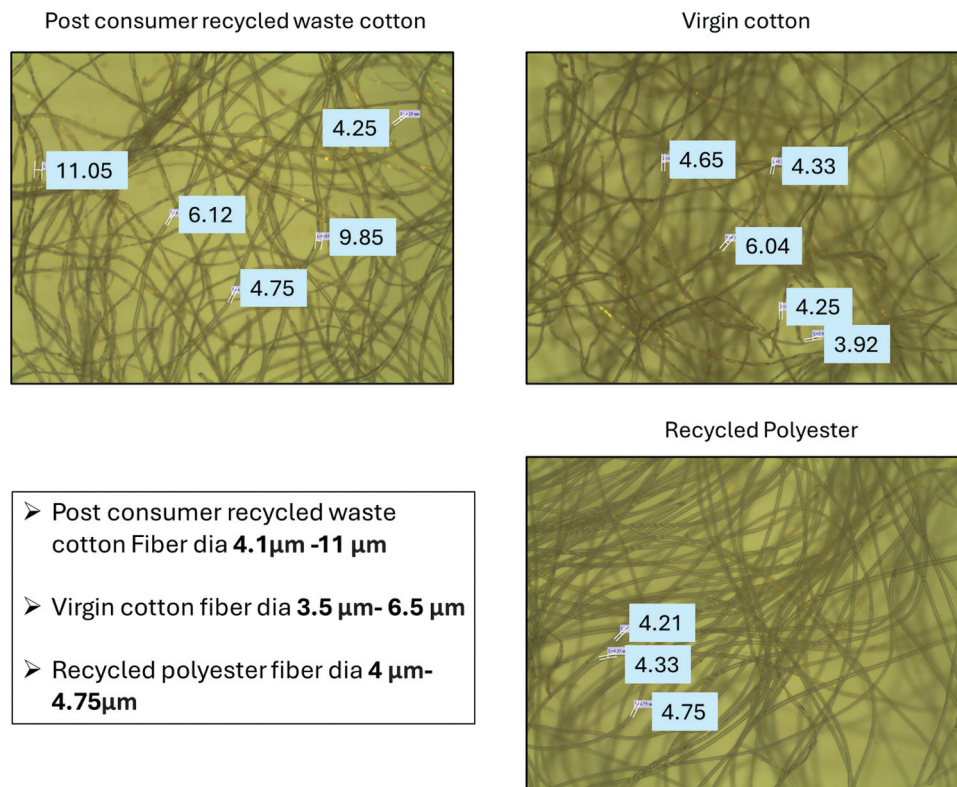 Post consumer recycled waste cotton
Virgin cotton
4.25
11.05
6.12
9.85
4.75
4.65
4.33
6.04
4.25
3.92
Recycled Polyester
➢ Post consumer recycled waste
cotton Fiber dia 4.1µm -11 µm
➢ Virgin cotton fiber dia 3.5 µm- 6.5 µm
➢ Recycled polyester fiber dia 4 µm-
4.75µm
4.21
4.33
4.75